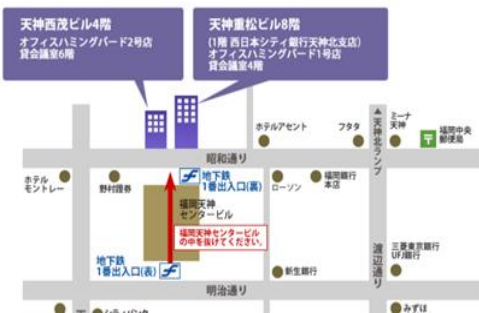 天神西茂ビル4階
オフィスハミングバード2号店
貸会議室6階
天神重松ビル8階
(1階 西日本シティ銀行天神北支店)
オフィスハミングバード1号店
貸会議室4階
ホテルアセント
フタタ
▲天神北ランプ
ミーナ
天神
〒
福岡中央
郵便局
昭和通り
ホテル
モントレー
野村證券
地下鉄
1番出入口(裏)
ローソン
福岡銀行
本店
福岡天神
センタービル
福岡天神センタービル
の中を抜けてください。
地下鉄
1番出入口(表)
新生銀行
渡辺通り
三菱東京銀行
UFJ銀行
明治通り
みずほ